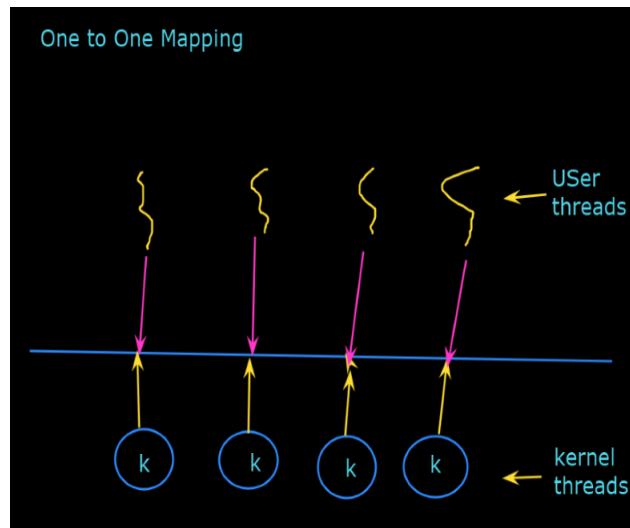 One to One Mapping
USer
threads
k k k k
kernel
threads